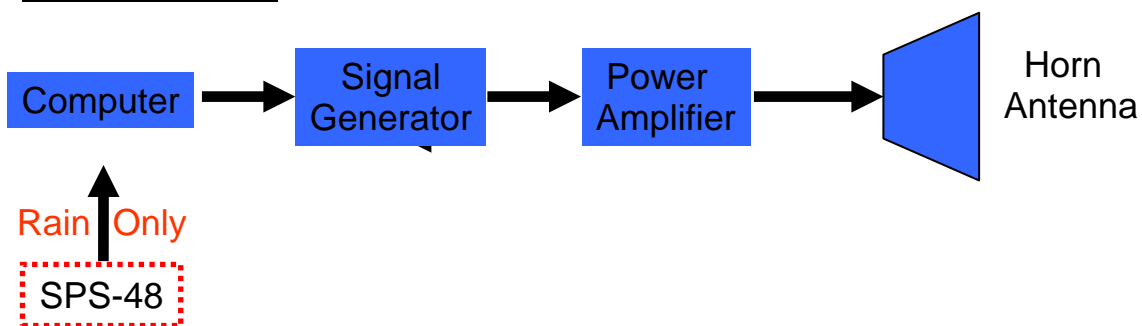 Computer
Signal
Generator
Power
Amplifier
Horn
Antenna
Rain Only
SPS-48